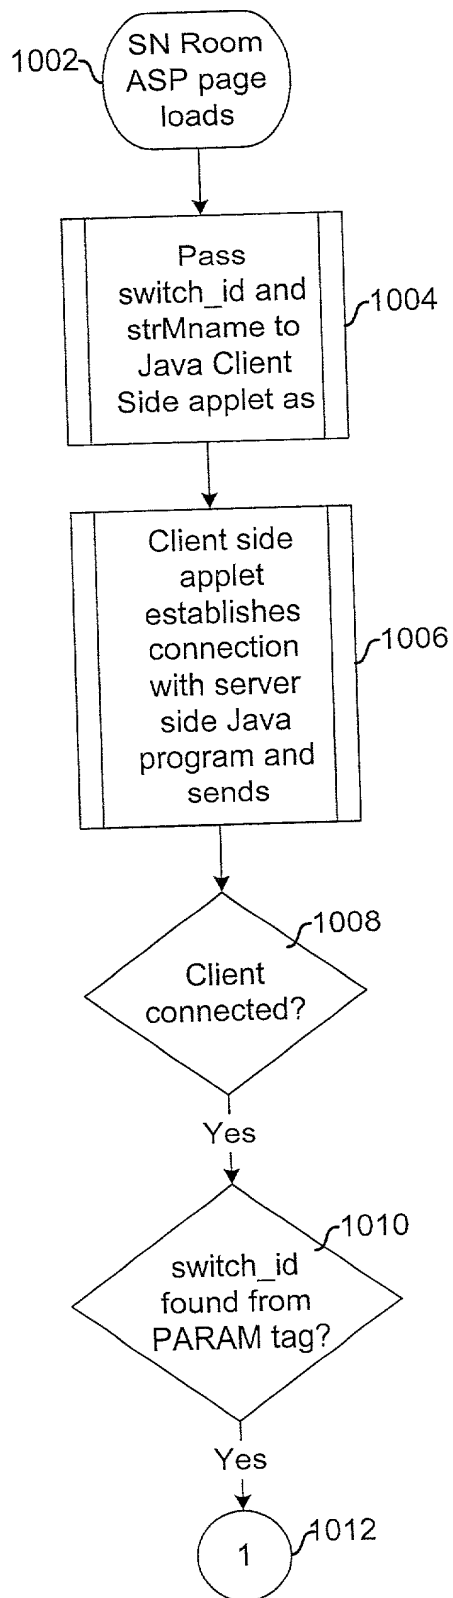 1002
SN Room
ASP page
loads
Pass
switch_id and
strMname to
Java Client
Side applet as
1004
Client side
applet
establishes
connection
with server
side Java
program and
sends
1006
1008
Client
connected?
Yes
1010
switch_id
found from
PARAM tag?
Yes
1
1012